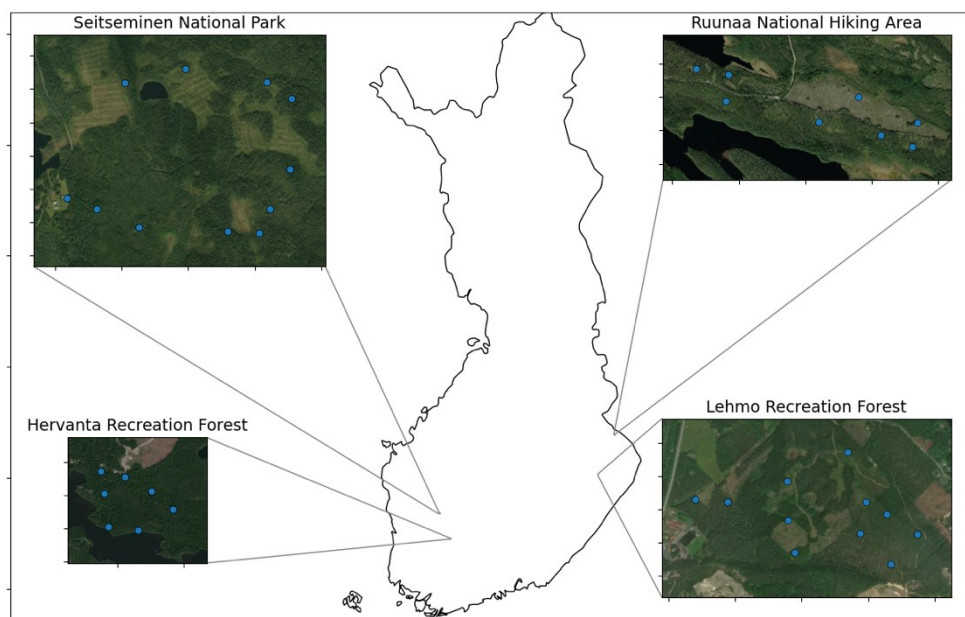 Seitseminen National Park
Ruunaa National Hiking Area
Hervanta Recreation Forest
Lehmo Recreation Forest